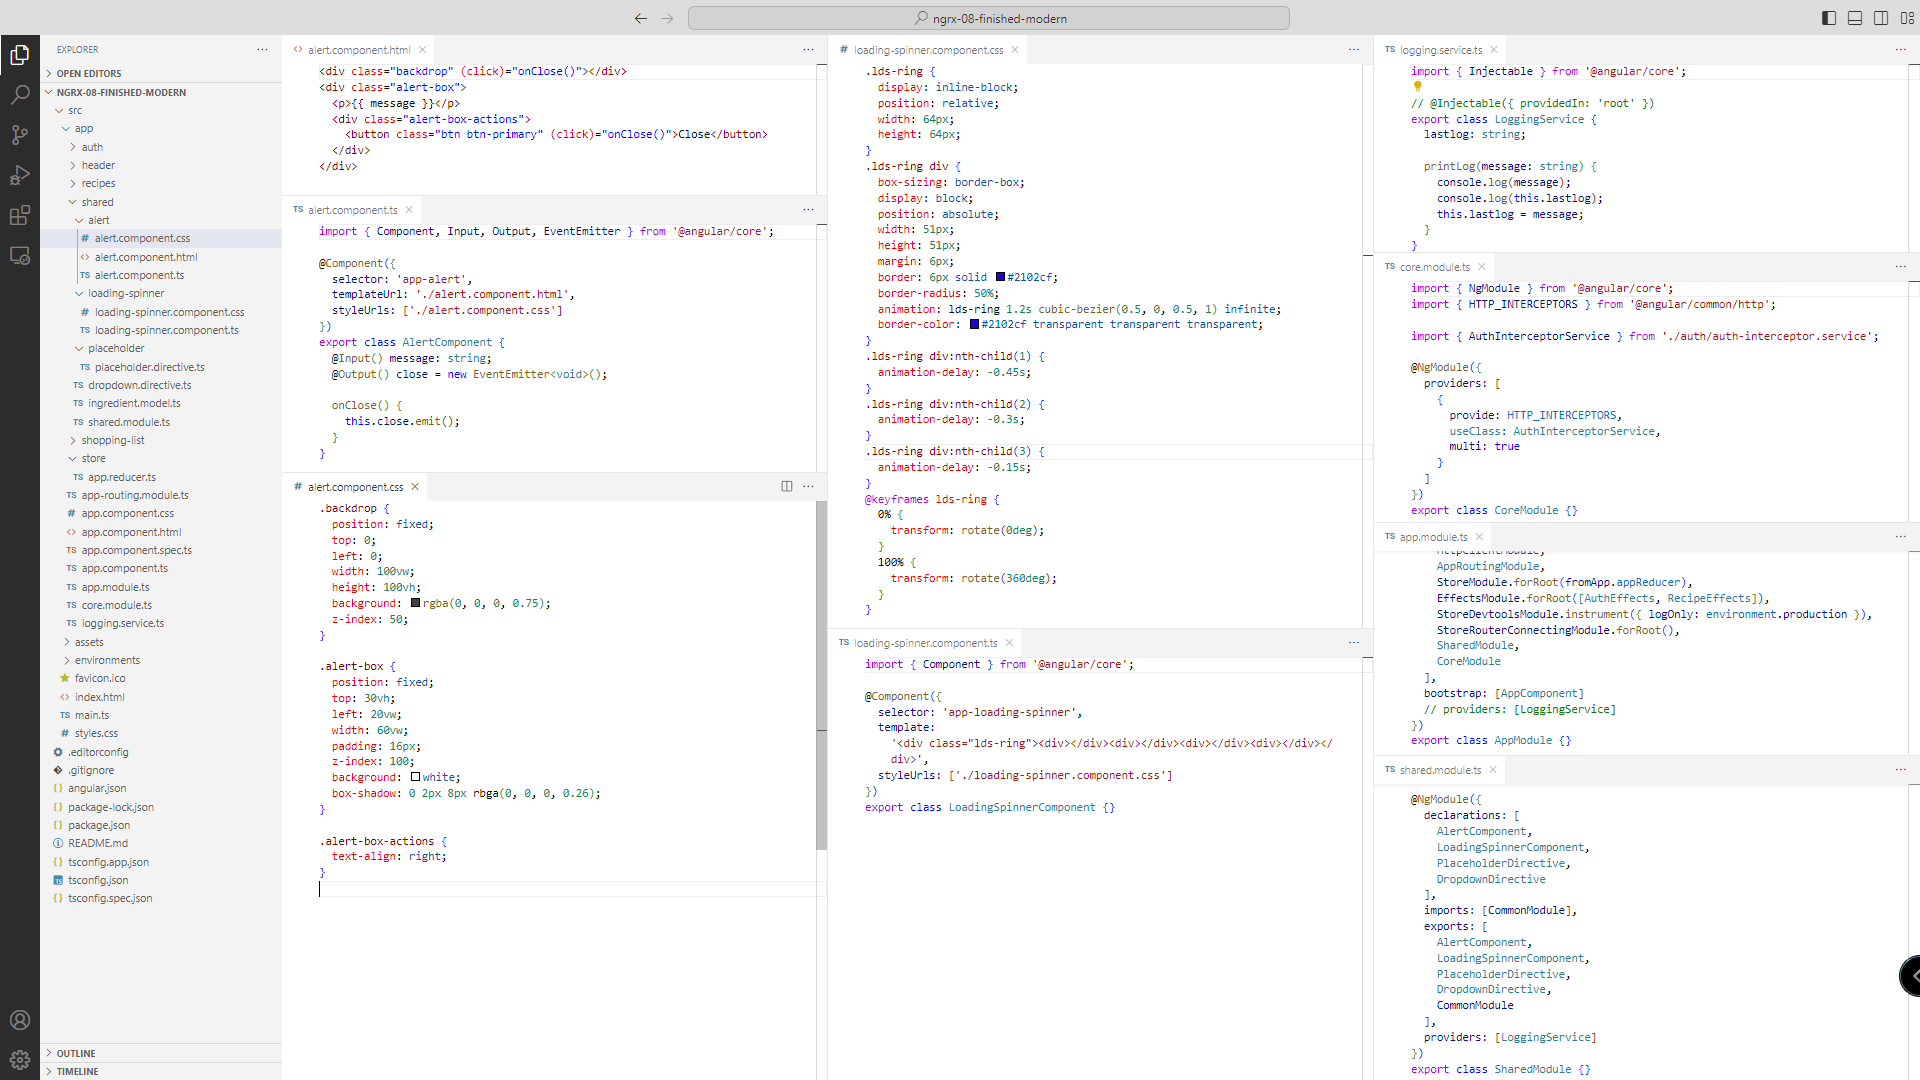 ngrx-08-finished-modern
EXPLORER
OPEN EDITORS
NGRX-08-FINISHED-MODERN
src
app
auth
header
recipes
shared
alert
# alert.component.css
<> alert.component.html
TS alert.component.ts
loading-spinner
# loading-spinner.component.css
TS loading-spinner.component.ts
placeholder
TS placeholder.directive.ts
TS dropdown.directive.ts
TS ingredient.model.ts
TS shared.module.ts
shopping-list
store
TS app.reducer.ts
TS app-routing.module.ts
# app.component.css
<> app.component.html
TS app.component.spec.ts
TS app.component.ts
TS app.module.ts
TS core.module.ts
TS logging.service.ts
assets
environments
favicon.ico
<> index.html
TS main.ts
# styles.css
.editorconfig
.gitignore
{} angular.json
{} package-lock.json
{} package.json
README.md
{} tsconfig.app.json
TS tsconfig.json
{} tsconfig.spec.json
OUTLINE
TIMELINE
<> alert.component.html
<div class="backdrop" (click)="onClose()"></div>
<div class="alert-box">
<p>{{ message }}</p>
<div class="alert-box-actions">
<button class="btn btn-primary" (click)="onClose()">Close</button>
</div>
</div>
TS alert.component.ts
import { Component, Input, Output, EventEmitter } from '@angular/core';
@Component({
selector: 'app-alert',
templateUrl: './alert.component.html',
styleUrls: ['./alert.component.css']
})
export class AlertComponent {
@Input() message: string;
@Output() close = new EventEmitter<void>();
onClose() {
this.close.emit();
}
}
# alert.component.css
.backdrop {
position: fixed;
top: 0;
left: 0;
width: 100vw;
height: 100vh;
background: rgba(0, 0, 0, 0.75);
z-index: 50;
}
.alert-box {
position: fixed;
top: 30vh;
left: 20vw;
width: 60vw;
padding: 16px;
z-index: 100;
background: white;
box-shadow: 0 2px 8px rbga(0, 0, 0, 0.26);
}
.alert-box-actions {
text-align: right;
}
# loading-spinner.component.css
.lds-ring {
display: inline-block;
position: relative;
width: 64px;
height: 64px;
}
.lds-ring div {
box-sizing: border-box;
display: block;
position: absolute;
width: 51px;
height: 51px;
margin: 6px;
border: 6px solid #2102cf;
border-radius: 50%;
animation: lds-ring 1.2s cubic-bezier(0.5, 0, 0.5, 1) infinite;
border-color: #2102cf transparent transparent transparent;
}
.lds-ring div:nth-child(1) {
animation-delay: -0.45s;
}
.lds-ring div:nth-child(2) {
animation-delay: -0.3s;
}
.lds-ring div:nth-child(3) {
animation-delay: -0.15s;
}
@keyframes lds-ring {
0% {
transform: rotate(0deg);
}
100% {
transform: rotate(360deg);
}
}
TS loading-spinner.component.ts
import { Component } from '@angular/core';
@Component({
selector: 'app-loading-spinner',
template:
'<div class="lds-ring"><div></div><div></div><div></div><div></div></
div>',
styleUrls: ['./loading-spinner.component.css']
})
export class LoadingSpinnerComponent {}
TS logging.service.ts
import { Injectable } from '@angular/core';
// @Injectable({ providedIn: 'root' })
export class LoggingService {
lastlog: string;
printLog(message: string) {
console.log(message);
console.log(this.lastlog);
this.lastlog = message;
}
}
TS core.module.ts
import { NgModule } from '@angular/core';
import { HTTP_INTERCEPTORS } from '@angular/common/http';
import { AuthInterceptorService } from './auth/auth-interceptor.service';
@NgModule({
providers: [
{
provide: HTTP_INTERCEPTORS,
useClass: AuthInterceptorService,
multi: true
}
]
})
export class CoreModule {}
TS app.module.ts
HttpClientModule,
AppRoutingModule,
StoreModule.forRoot(fromApp.appReducer),
EffectsModule.forRoot([AuthEffects, RecipeEffects]),
StoreDevtoolsModule.instrument({ logOnly: environment.production }),
StoreRouterConnectingModule.forRoot(),
SharedModule,
CoreModule
],
bootstrap: [AppComponent]
// providers: [LoggingService]
})
export class AppModule {}
TS shared.module.ts
@NgModule({
declarations: [
AlertComponent,
LoadingSpinnerComponent,
PlaceholderDirective,
DropdownDirective
],
imports: [CommonModule],
exports: [
AlertComponent,
LoadingSpinnerComponent,
PlaceholderDirective,
DropdownDirective,
CommonModule
],
providers: [LoggingService]
})
export class SharedModule {}